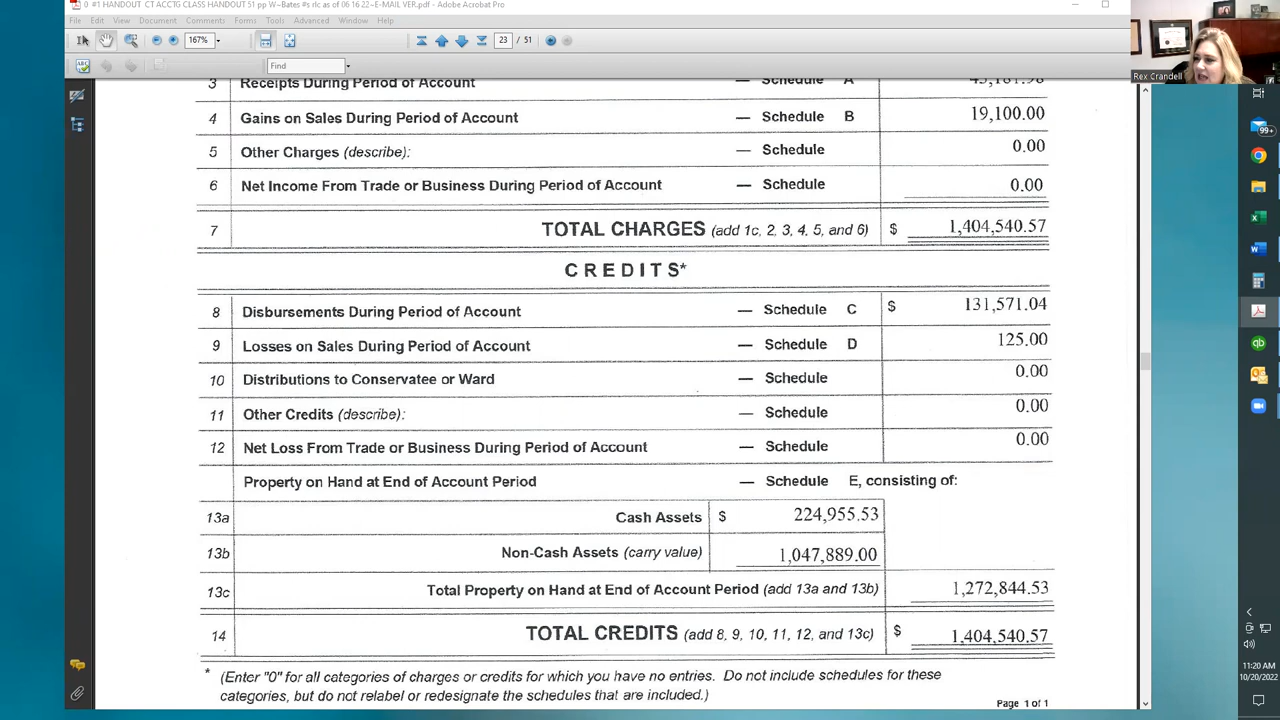 0 #1 HANDOUT CT ACCTG CLASS HANDOUT 51 pp W~Bates #s rlc as of 06 16 22~E-MAIL VER.pdf - Adobe Acrobat Pro
File Edit View Document Comments Forms Tools Advanced Window Help
167% 23 / 51
Find
Rex Crandell
3 Receipts During Period of Account — Schedule A
4 Gains on Sales During Period of Account — Schedule B 19,100.00
5 Other Charges (describe): — Schedule 0.00
6 Net Income From Trade or Business During Period of Account — Schedule 0.00
7 TOTAL CHARGES (add 1c, 2, 3, 4, 5, and 6) $ 1,404,540.57
CREDITS*
8 Disbursements During Period of Account — Schedule C $ 131,571.04
9 Losses on Sales During Period of Account — Schedule D 125.00
10 Distributions to Conservatee or Ward — Schedule 0.00
11 Other Credits (describe): — Schedule 0.00
12 Net Loss From Trade or Business During Period of Account — Schedule 0.00
Property on Hand at End of Account Period — Schedule E, consisting of:
13a Cash Assets $ 224,955.53
13b Non-Cash Assets (carry value) 1,047,889.00
13c Total Property on Hand at End of Account Period (add 13a and 13b) 1,272,844.53
14 TOTAL CREDITS (add 8, 9, 10, 11, 12, and 13c) $ 1,404,540.57
* (Enter "0" for all categories of charges or credits for which you have no entries. Do not include schedules for these
categories, but do not relabel or redesignate the schedules that are included.)
Page 1 of 1
99+
11:20 AM
10/20/2022